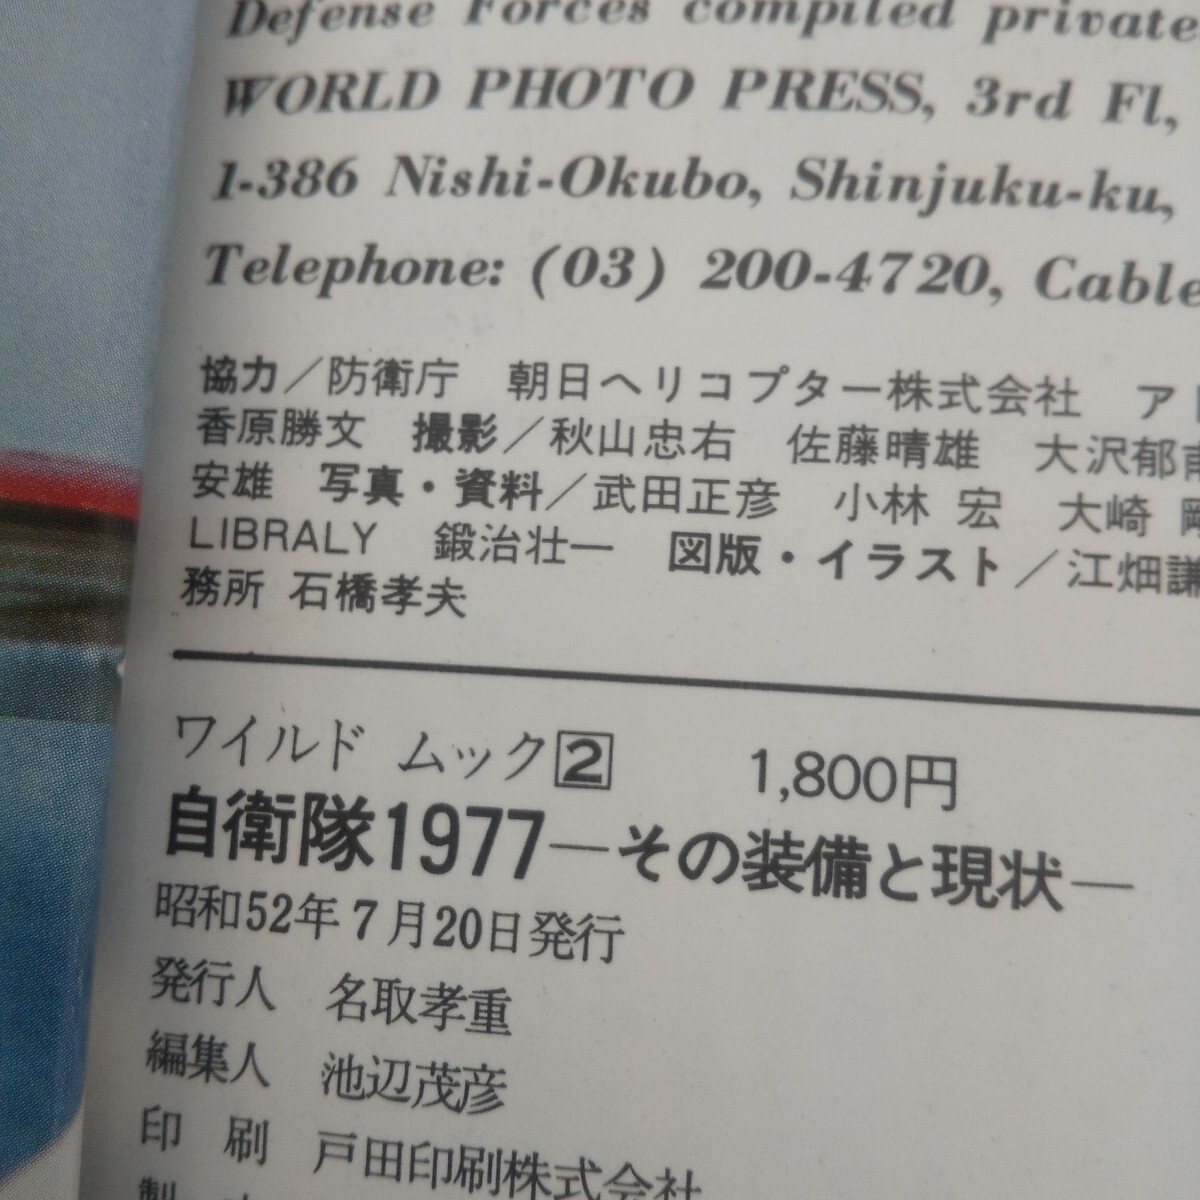 Defense Forces compiled private
WORLD PHOTO PRESS, 3rd Fl,
1-386 Nishi-Okubo, Shinjuku-ku,
Telephone: (03) 200-4720, Cable
協力／防衛庁 朝日ヘリコプター株式会社 ア
香原勝文 撮影／秋山忠右 佐藤晴雄 大沢郁甫
安雄 写真・資料／武田正彦 小林 宏 大崎
LIBRALY 鍛治壮一 図版・イラスト／江畑謙
務所 石橋孝夫
ワイルド ムック2 1,800円
自衛隊1977—その装備と現状—
昭和52年7月20日発行
発行人 名取孝重
編集人 池辺茂彦
印 刷 戸田印刷株式会社